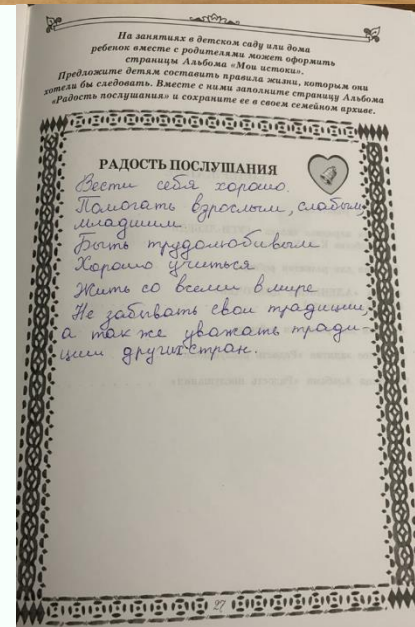 На занятиях в детском саду или дома
ребенок вместе с родителями может оформить
страницы Альбома «Мои истоки».
Предложите детям составить правила жизни, которым они
хотели бы следовать. Вместе с ними заполните страницу Альбома
«Радость послушания» и сохраните ее в своем семейном архиве.
РАДОСТЬ ПОСЛУШАНИЯ
Вести себя хорошо.
Помогать взрослым, слабым,
младшим
Быть трудолюбивым
Хорошо учиться
Жить со всеми в мире
Не забывать свои традиции,
а так же уважать тради-
ции других стран.
27